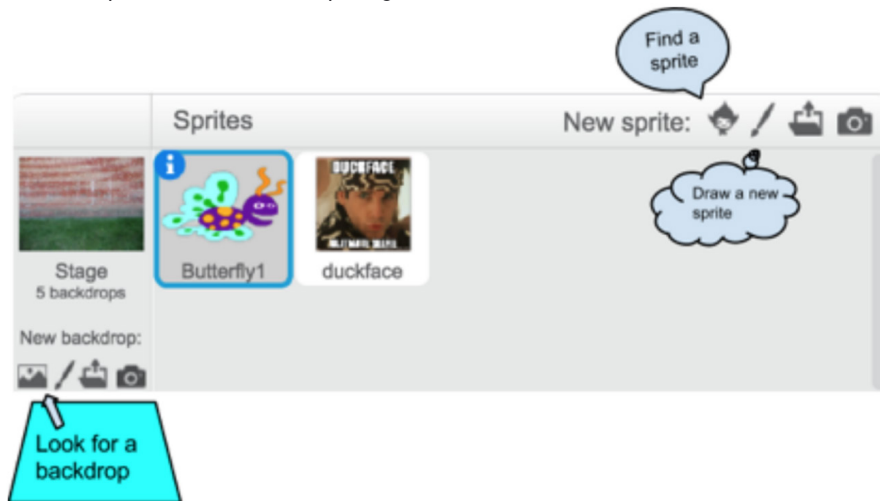 Find a
sprite
Sprites
New sprite:
DUCKFACE
Draw a new
sprite
Stage
5 backdrops
Butterfly1
duckface
New backdrop:
Look for a
backdrop